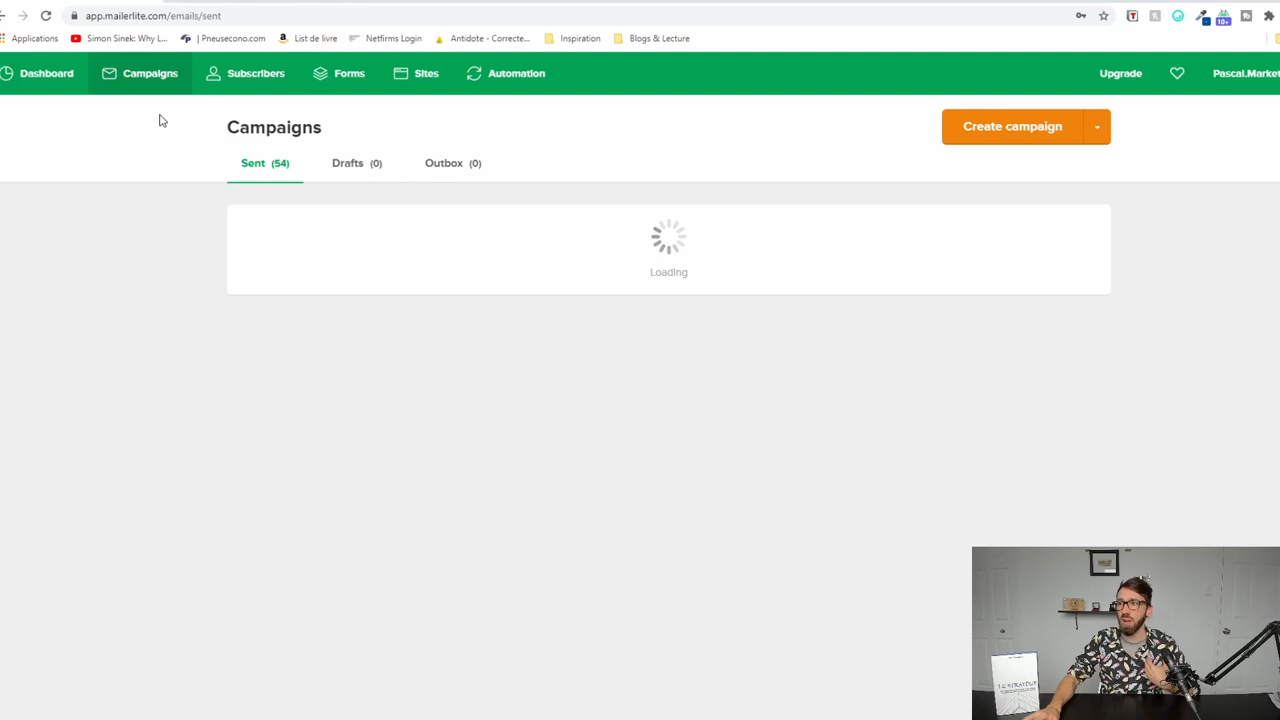 app.mailerlite.com/emails/sent
Applications Simon Sinek: Why L... | Pneusecono.com List de livre Netfirms Login Antidote - Correcte... Inspiration Blogs & Lecture
10+
Dashboard Campaigns Subscribers Forms Sites Automation Upgrade Pascal.Market
Campaigns Create campaign
Sent (54) Drafts (0) Outbox (0)
Loading